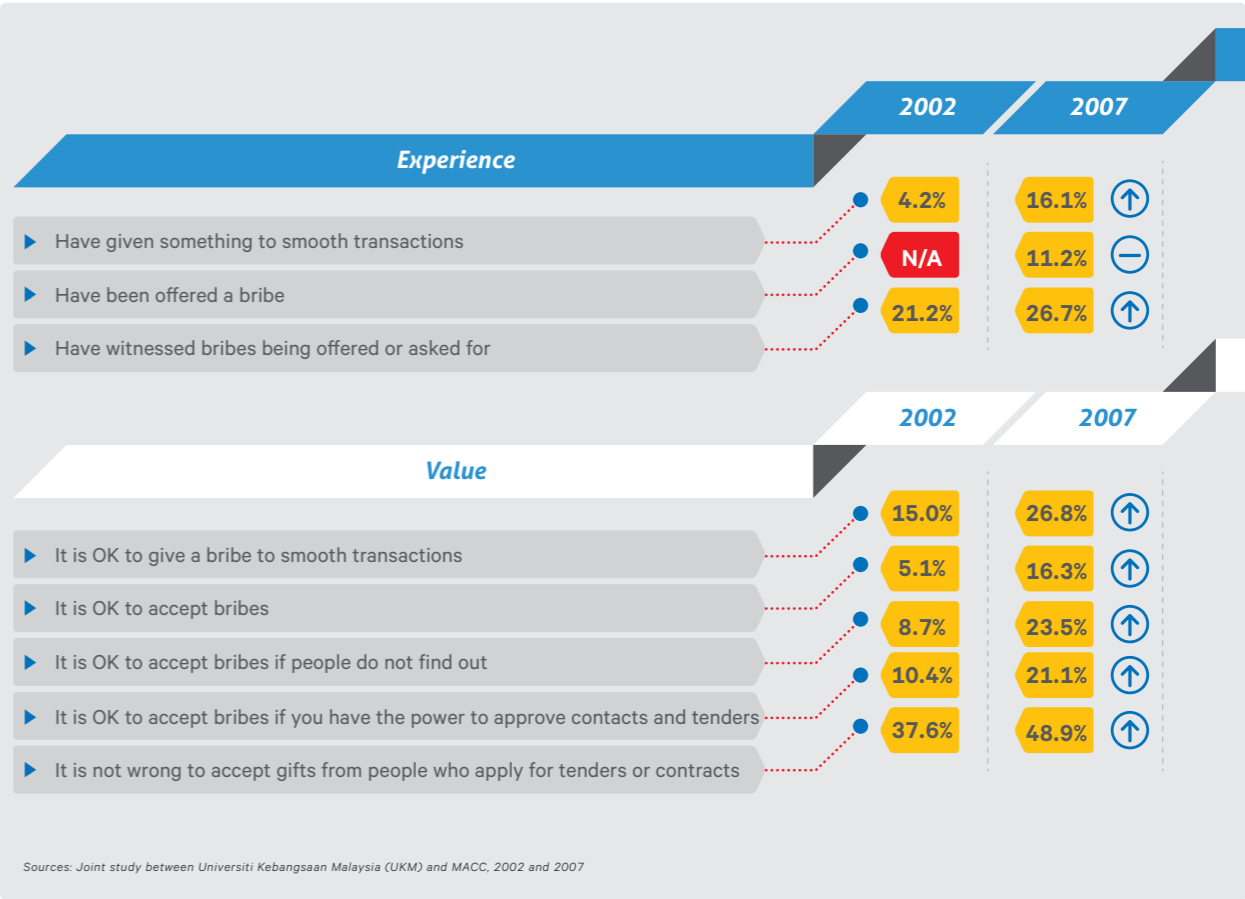 2002 2007
Experience
Have given something to smooth transactions 4.2% 16.1%
Have been offered a bribe N/A 11.2%
Have witnessed bribes being offered or asked for 21.2% 26.7%
2002 2007
Value
It is OK to give a bribe to smooth transactions 15.0% 26.8%
It is OK to accept bribes 5.1% 16.3%
It is OK to accept bribes if people do not find out 8.7% 23.5%
It is OK to accept bribes if you have the power to approve contacts and tenders 10.4% 21.1%
It is not wrong to accept gifts from people who apply for tenders or contracts 37.6% 48.9%
Sources: Joint study between Universiti Kebangsaan Malaysia (UKM) and MACC, 2002 and 2007